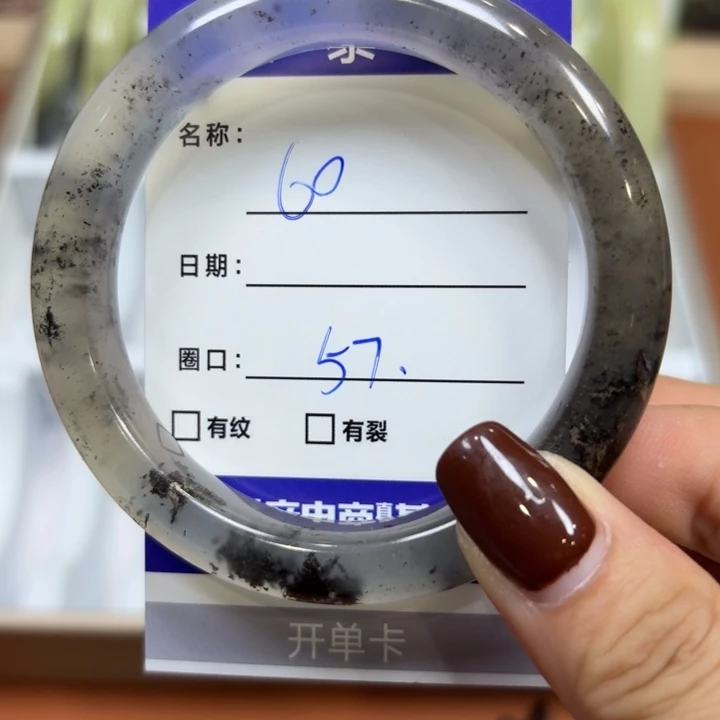 名称: 60
日期:
圈口: 57.
□有纹 □有裂
开单卡